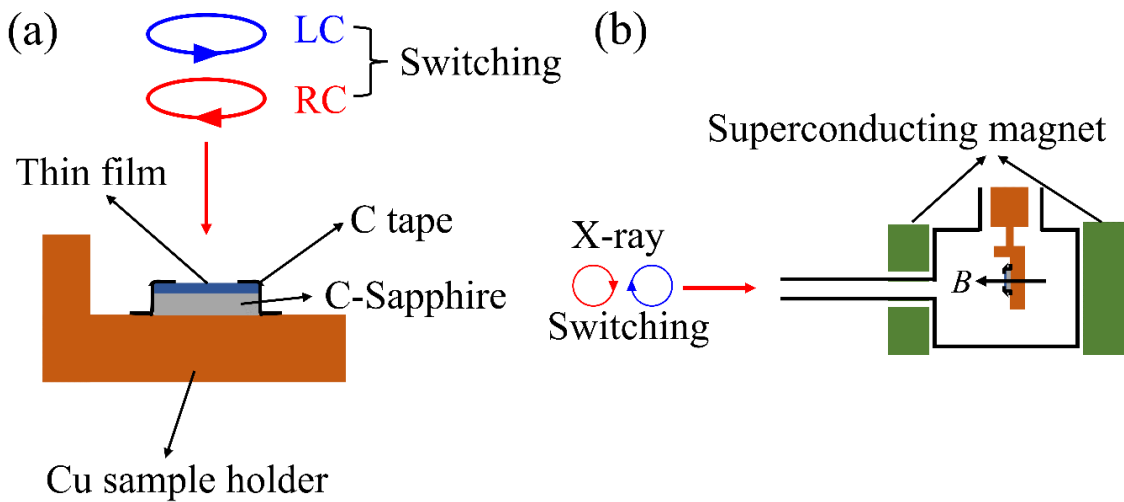 (a)
LC
RC
Switching
Thin film
C tape
C-Sapphire
Cu sample holder
(b)
Superconducting magnet
X-ray
Switching
B